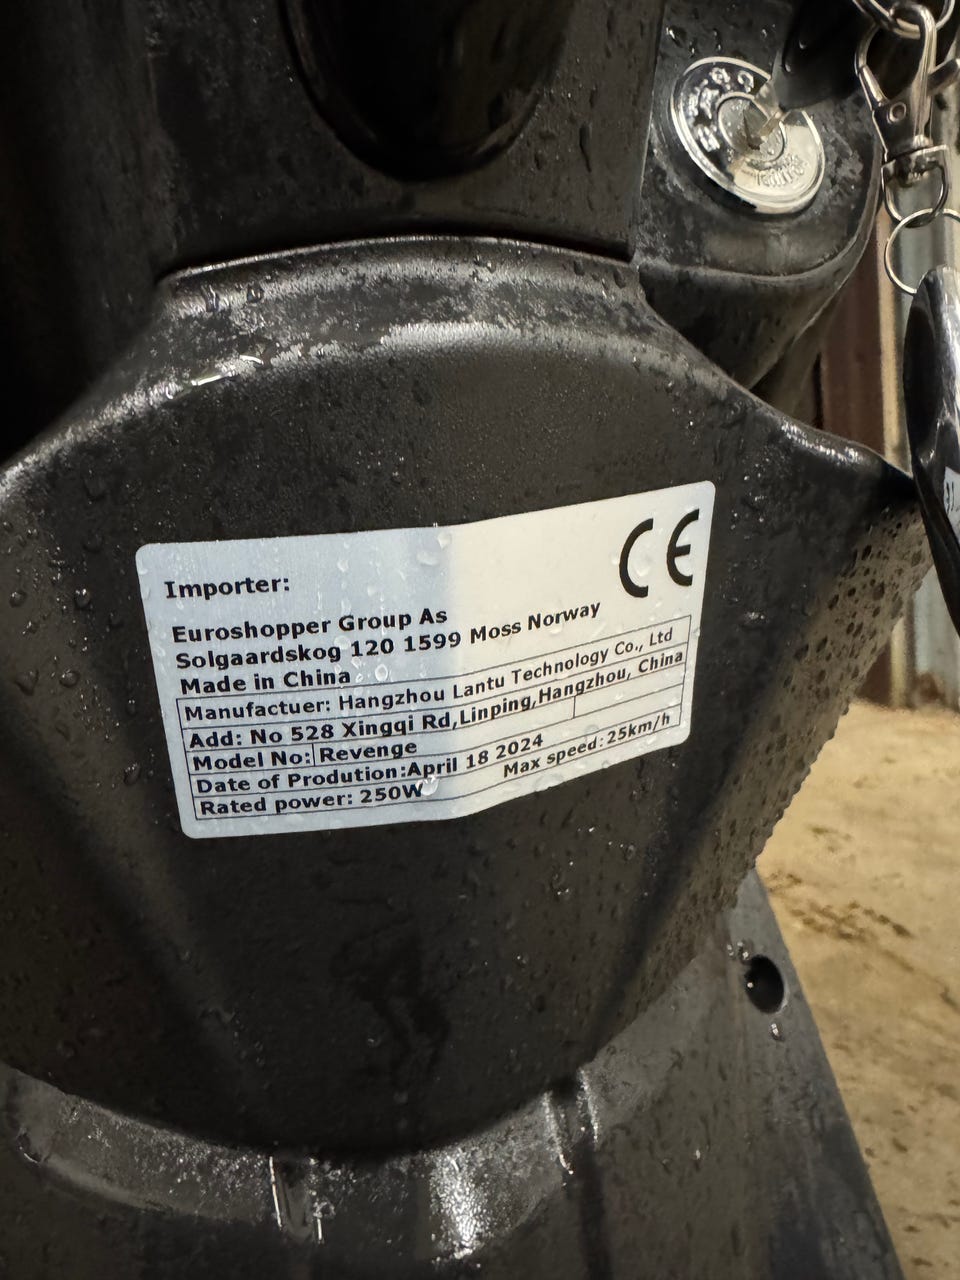 Importer:
CE
Euroshopper Group As
Solgaardskog 120 1599 Moss Norway
Made in China
Manufactuer: Hangzhou Lantu Technology Co., Ltd
Add: No 528 Xingqi Rd,Linping,Hangzhou, China
Model No: Revenge
Date of Prodution:April 18 2024
Rated power: 250W Max speed:25km/h